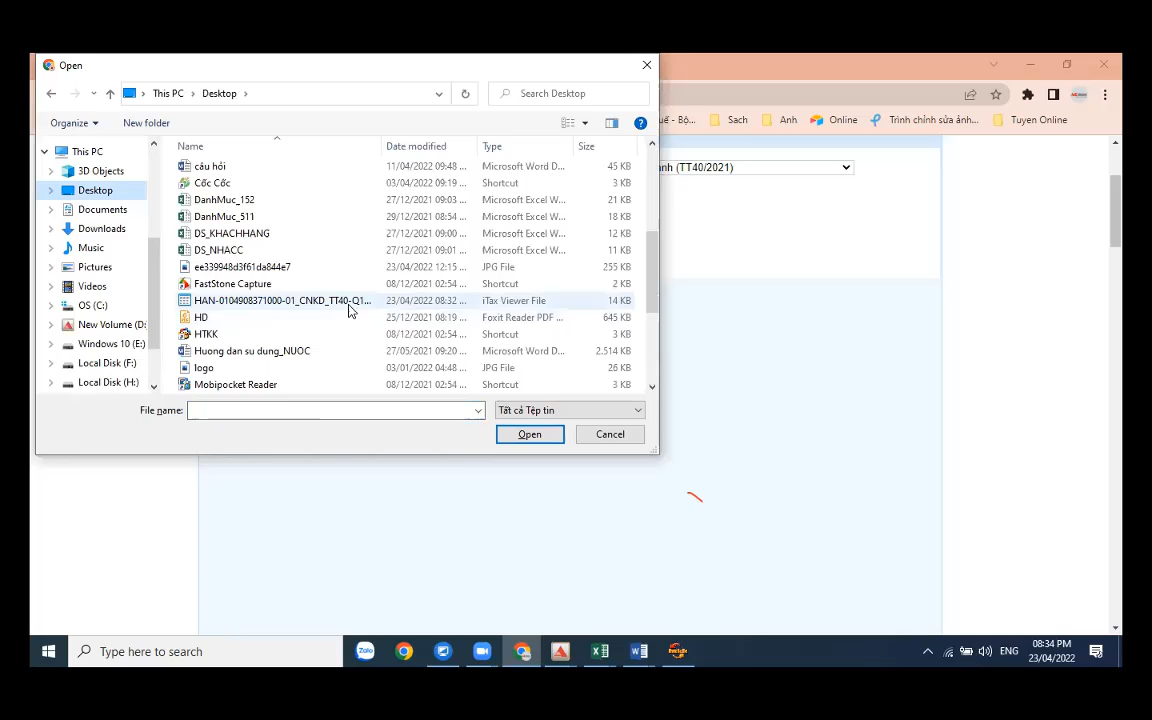 Open
This PC
Desktop
Search Desktop
Organize
New folder
Name
Date modified
Type
Size
This PC
3D Objects
Desktop
Documents
Downloads
Music
Pictures
Videos
OS (C:)
New Volume (D:
Windows 10 (E:)
Local Disk (F:)
Local Disk (H:)
câu hỏi 11/04/2022 09:48 ... Microsoft Word D... 45 KB
Cốc Cốc 03/04/2022 09:19 ... Shortcut 3 KB
DanhMuc_152 27/12/2021 09:03 ... Microsoft Excel W... 21 KB
DanhMuc_511 29/12/2021 08:54 ... Microsoft Excel W... 18 KB
DS_KHACHHANG 27/12/2021 09:00 ... Microsoft Excel W... 12 KB
DS_NHACC 27/12/2021 09:01 ... Microsoft Excel W... 11 KB
ee339948d3f61da844e7 23/04/2022 12:15 ... JPG File 255 KB
FastStone Capture 08/12/2021 02:54 ... Shortcut 3 KB
HAN-0104908371000-01_CNKD_TT40-Q1... 23/04/2022 08:32 ... iTax Viewer File 14 KB
HD 25/12/2021 08:19 ... Foxit Reader PDF ... 645 KB
HTKK 08/12/2021 02:54 ... Shortcut 3 KB
Huong dan su dung_NUOC 27/05/2021 09:20 ... Microsoft Word D... 2.514 KB
logo 03/01/2022 04:48 ... JPG File 26 KB
Mobipocket Reader 08/12/2021 02:54 ... Shortcut 3 KB
File name:
Tất cả Tệp tin
Open
Cancel
uế - Bộ...
Sach
Anh
Online
Trình chỉnh sửa ảnh...
Tuyen Online
anh (TT40/2021)
Type here to search
Zalo
ENG
08:34 PM
23/04/2022